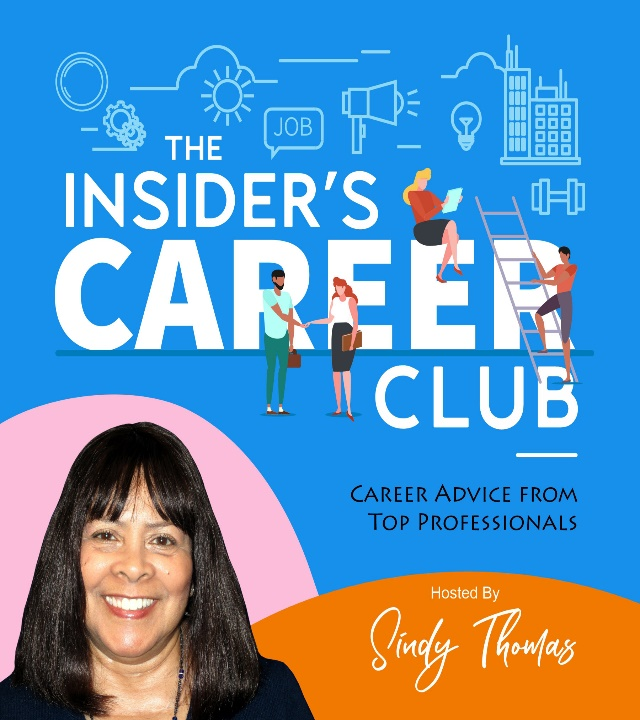 JOB
THE
INSIDER'S
CAREER
CLUB
Career Advice from
Top Professionals
Hosted By
Sindy Thomas